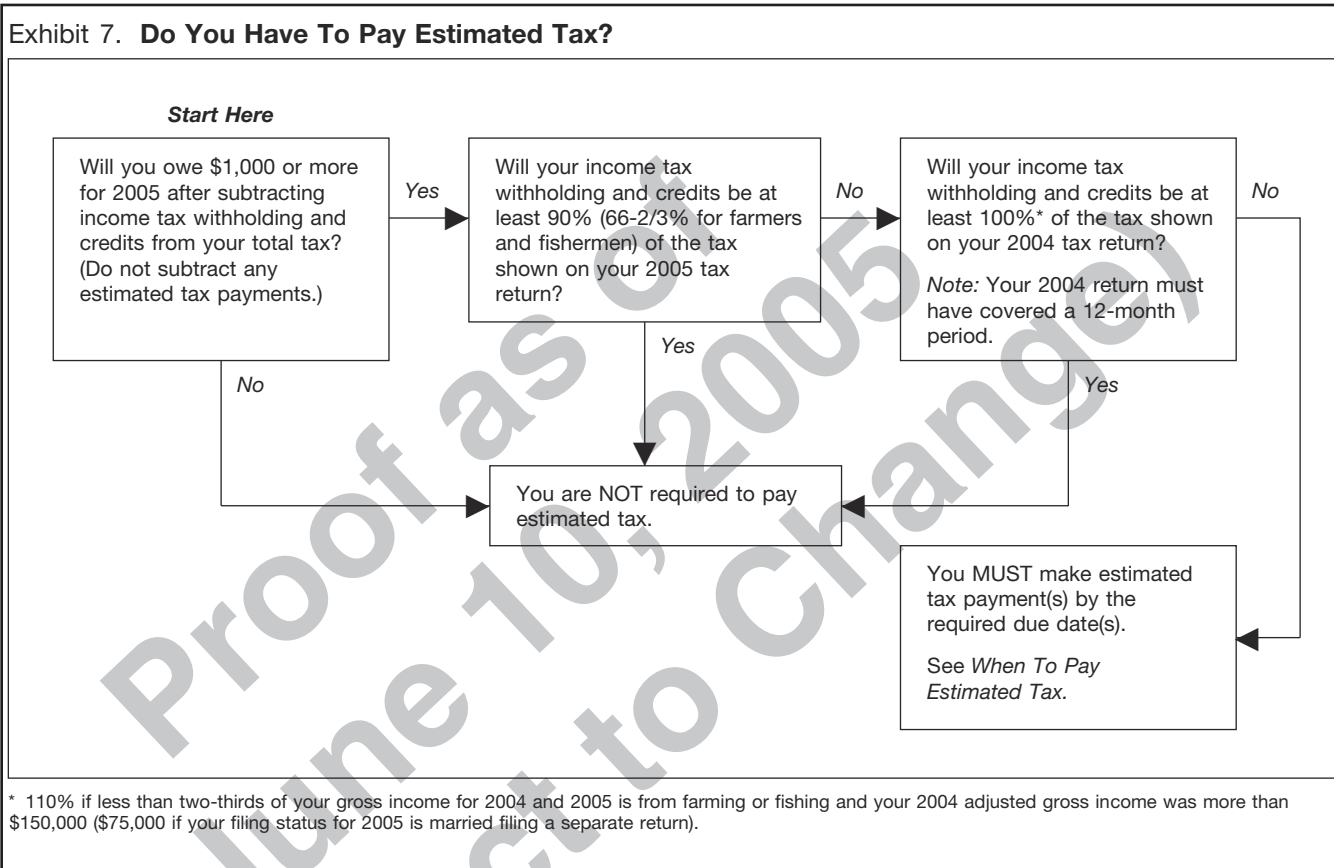 Exhibit 7. Do You Have To Pay Estimated Tax?
Start Here
Will you owe $1,000 or more
for 2005 after subtracting
income tax withholding and
credits from your total tax?
(Do not subtract any
estimated tax payments.)
Yes
No
Will your income tax
withholding and credits be at
least 90% (66-2/3% for farmers
and fishermen) of the tax
shown on your 2005 tax
return?
No
Yes
Will your income tax
withholding and credits be at
least 100%* of the tax shown
on your 2004 tax return?
Note: Your 2004 return must
have covered a 12-month
period.
No
Yes
You are NOT required to pay
estimated tax.
You MUST make estimated
tax payment(s) by the
required due date(s).
See When To Pay
Estimated Tax.
* 110% if less than two-thirds of your gross income for 2004 and 2005 is from farming or fishing and your 2004 adjusted gross income was more than
$150,000 ($75,000 if your filing status for 2005 is married filing a separate return).
Proof as of
June 10, 2005
ct to Change)